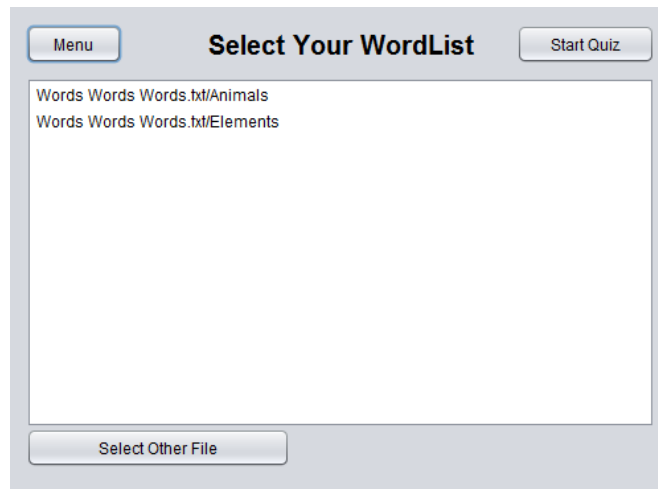 Menu
Select Your WordList
Start Quiz
Words Words Words.txt/Animals
Words Words Words.txt/Elements
Select Other File